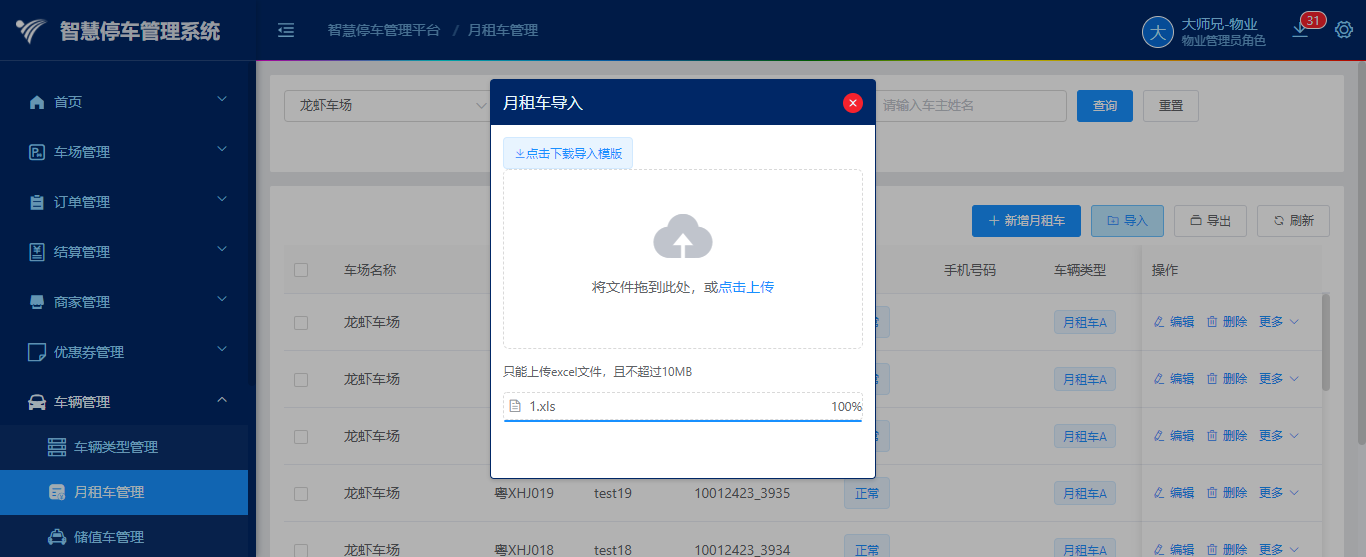 智慧停车管理系统
智慧停车管理平台 / 月租车管理
大
大师兄-物业
物业管理员角色
31
首页
车场管理
订单管理
结算管理
商家管理
优惠券管理
车辆管理
车辆类型管理
月租车管理
储值车管理
龙虾车场
请输入车主姓名
查询
重置
新增月租车
导入
导出
刷新
车场名称
手机号码
车辆类型
操作
龙虾车场
常
月租车A
编辑
删除
更多
龙虾车场
常
月租车A
编辑
删除
更多
龙虾车场
常
月租车A
编辑
删除
更多
龙虾车场
粤XHJ019
test19
10012423_3935
正常
月租车A
编辑
删除
更多
龙虾车场
粤XHJ018
test18
10012423_3934
正常
月租车A
编辑
删除
更多
月租车导入
点击下载导入模版
将文件拖到此处，或点击上传
只能上传excel文件，且不超过10MB
1.xls
100%